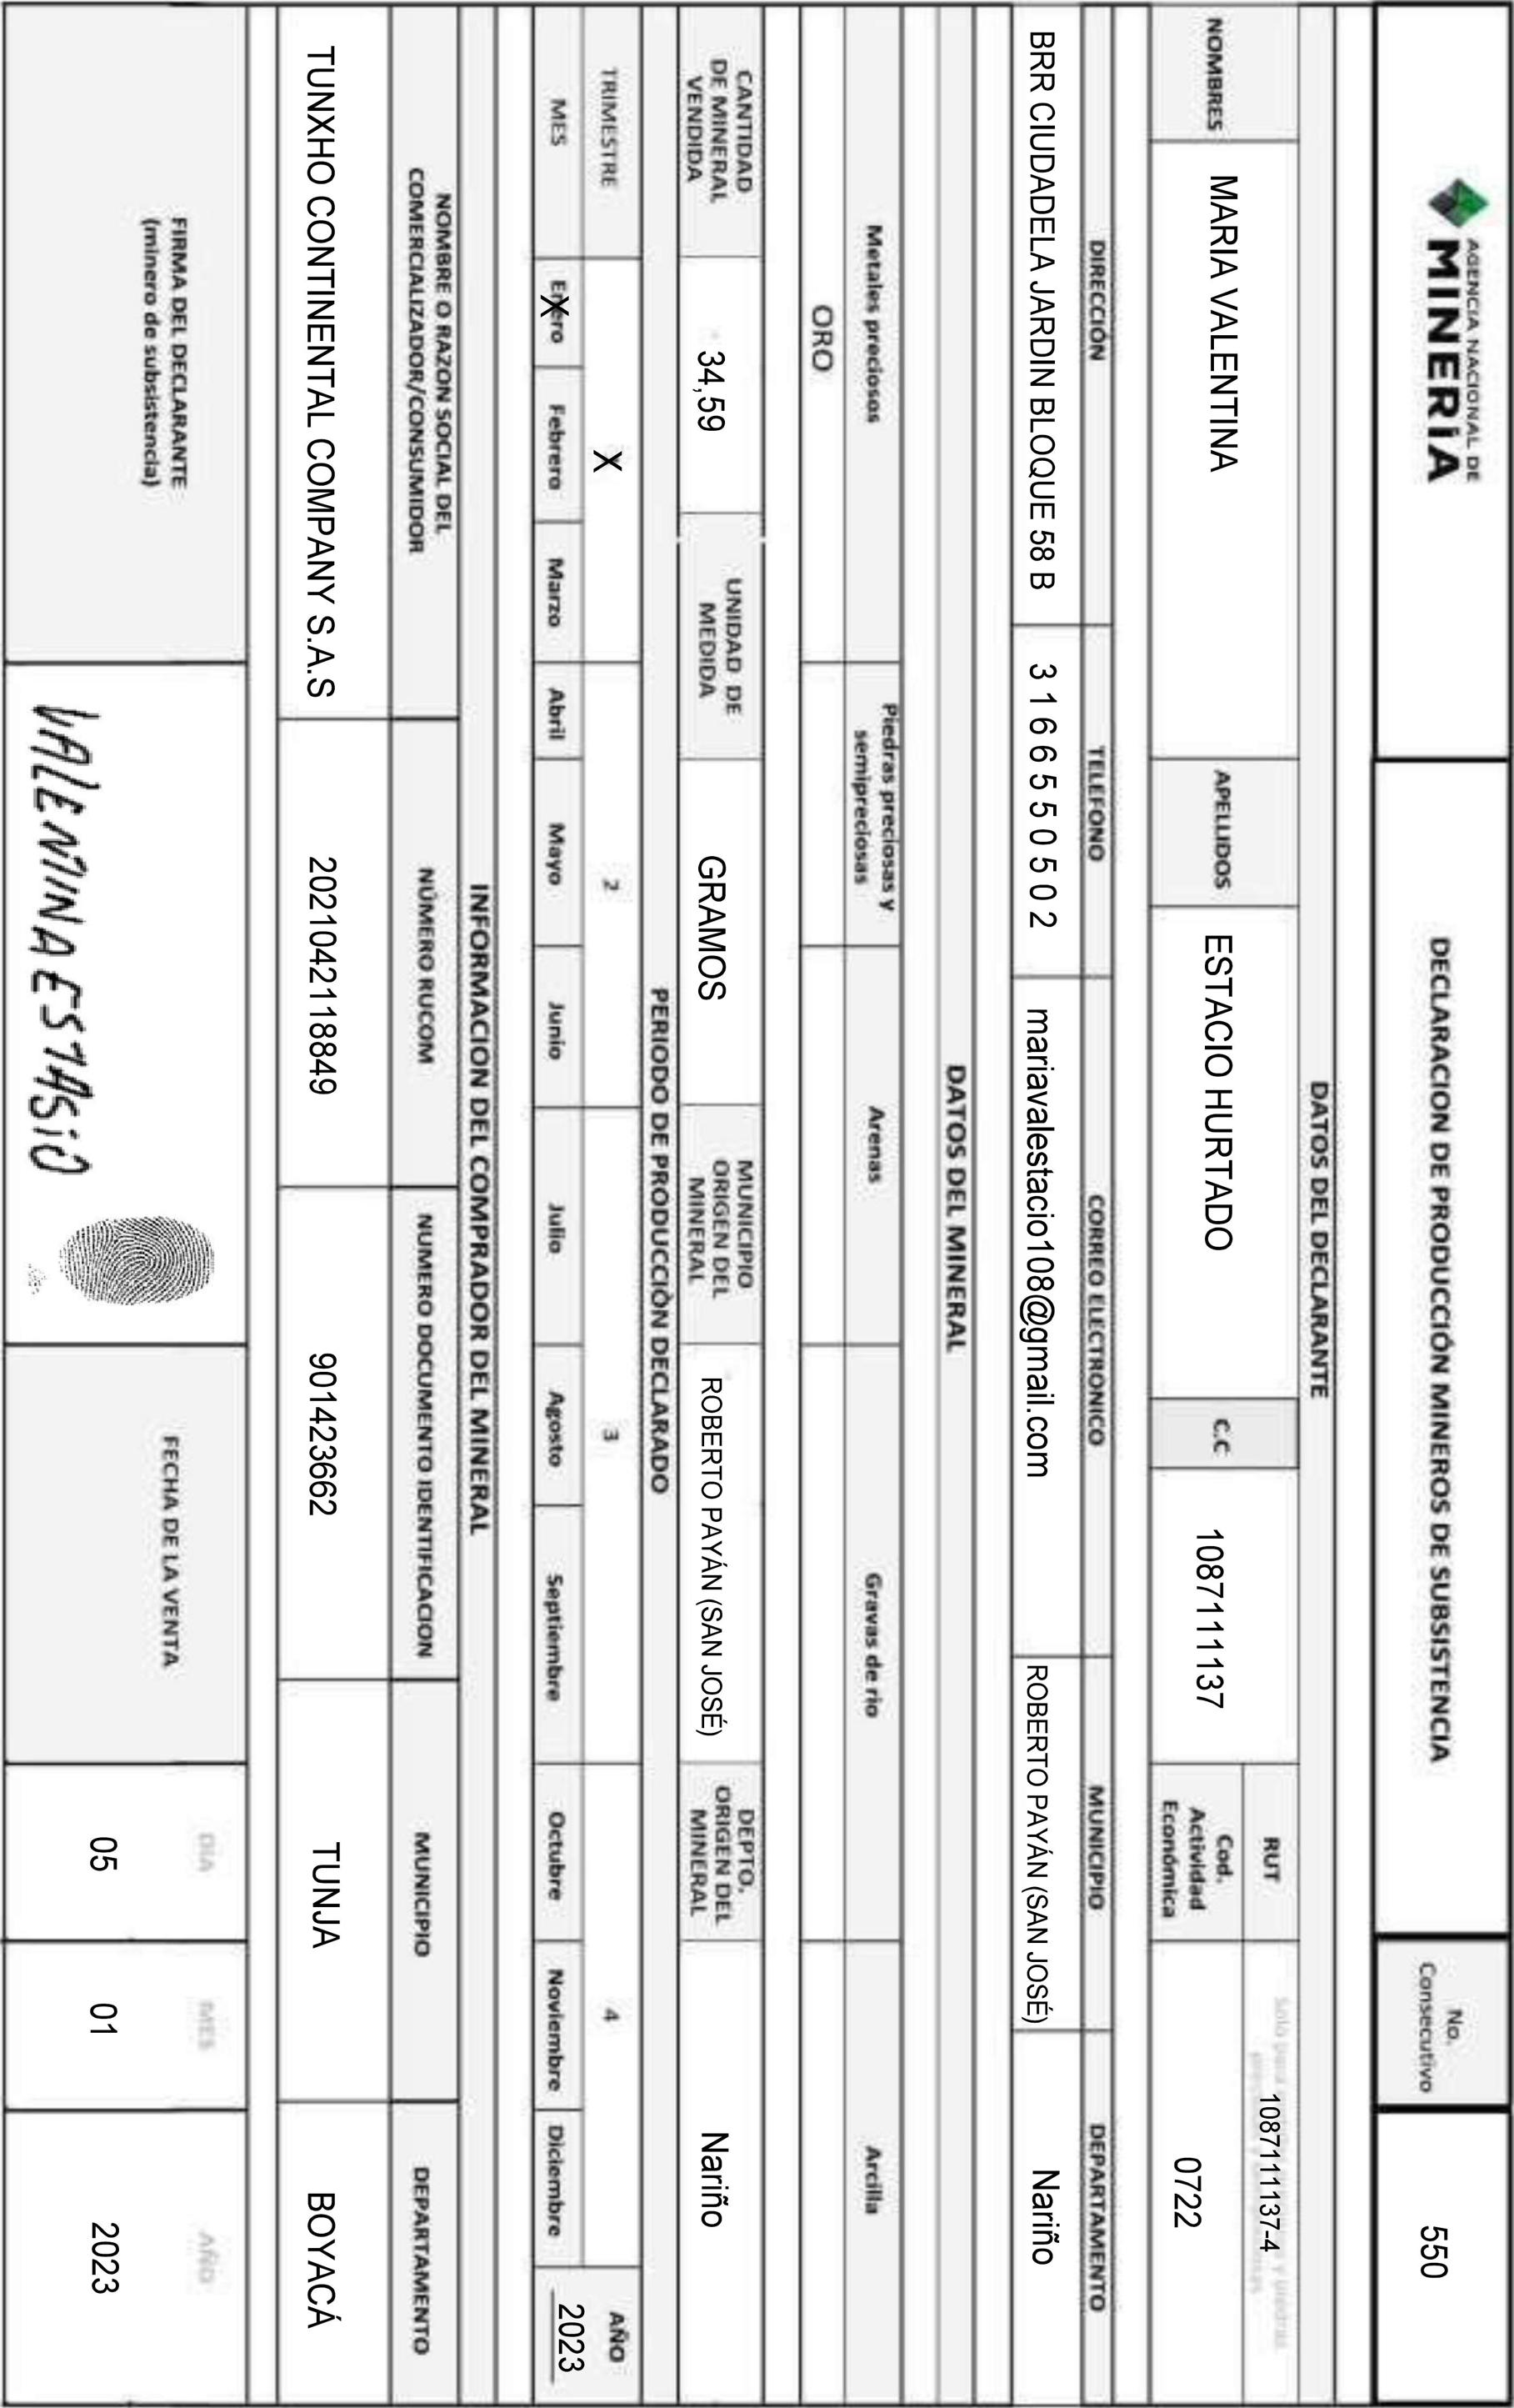 AGENCIA NACIONAL DE
MINERÍA
DECLARACION DE PRODUCCIÓN MINEROS DE SUBSISTENCIA
No.
Consecutivo
550
DATOS DEL DECLARANTE
NOMBRES
MARIA VALENTINA
APELLIDOS
ESTACIO HURTADO
C.C
1087111137
RUT
1087111137-4
Cod.
Actividad
Económica
0722
DIRECCIÓN
TELEFONO
CORREO ELECTRONICO
MUNICIPIO
DEPARTAMENTO
BRR CIUDADELA JARDIN BLOQUE 58 B
3 1 6 6 5 5 0 5 0 2
mariavalestacio108@gmail.com
ROBERTO PAYÁN (SAN JOSÉ)
Nariño
DATOS DEL MINERAL
Metales preciosos
Piedras preciosas y
semipreciosas
Arenas
Gravas de rio
Arcilla
ORO
CANTIDAD
DE MINERAL
VENDIDA
34,59
UNIDAD DE
MEDIDA
GRAMOS
MUNICIPIO
ORIGEN DEL
MINERAL
ROBERTO PAYÁN (SAN JOSÉ)
DEPTO.
ORIGEN DEL
MINERAL
Nariño
PERIODO DE PRODUCCIÒN DECLARADO
TRIMESTRE
X
2
3
4
AÑO
MES
Enero
X
Febrero
Marzo
Abril
Mayo
Junio
Julio
Agosto
Septiembre
Octubre
Noviembre
Diciembre
2023
INFORMACIÓN DEL COMPRADOR DEL MINERAL
NOMBRE O RAZON SOCIAL DEL
COMERCIALIZADOR/CONSUMIDOR
NÚMERO RUCOM
NUMERO DOCUMENTO IDENTIFICACION
MUNICIPIO
DEPARTAMENTO
TUNXHO CONTINENTAL COMPANY S.A.S
2021042118849
901423662
TUNJA
BOYACÁ
FIRMA DEL DECLARANTE
(minero de subsistencia)
VALENTINA ESTASIO
FECHA DE LA VENTA
DÍA
MES
AÑO
05
01
2023